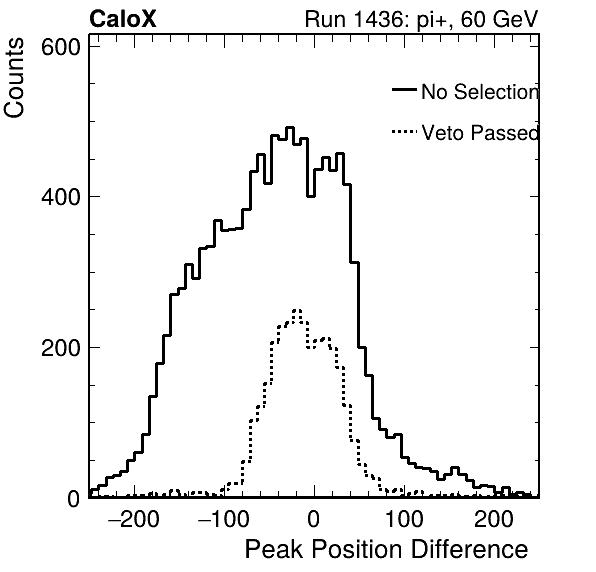 CaloX Run 1436: pi+, 60 GeV
Counts
600
400
200
0
No Selection
Veto Passed
−200 −100 0 100 200
Peak Position Difference